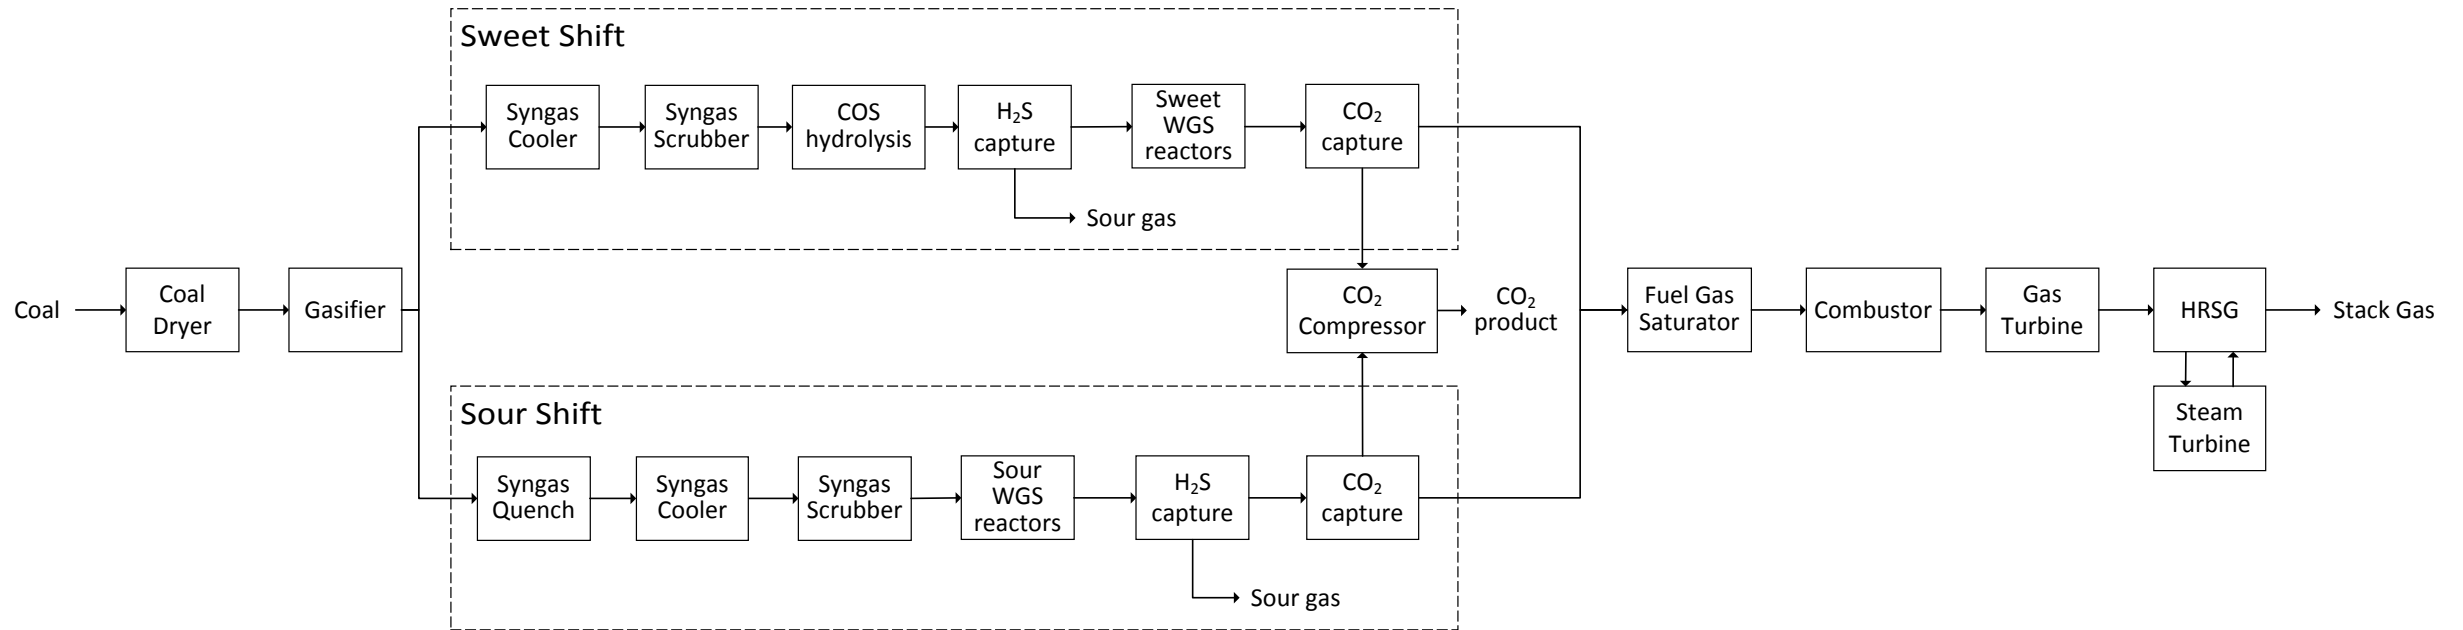 Sweet Shift
Syngas
Cooler
Syngas
Scrubber
COS
hydrolysis
H₂S
capture
Sweet
WGS
reactors
CO₂
capture
Sour gas
Coal
Coal
Dryer
Gasifier
CO₂
Compressor
CO₂
product
Fuel Gas
Saturator
Combustor
Gas
Turbine
HRSG
Stack Gas
Steam
Turbine
Sour Shift
Syngas
Quench
Syngas
Cooler
Syngas
Scrubber
Sour
WGS
reactors
H₂S
capture
CO₂
capture
Sour gas